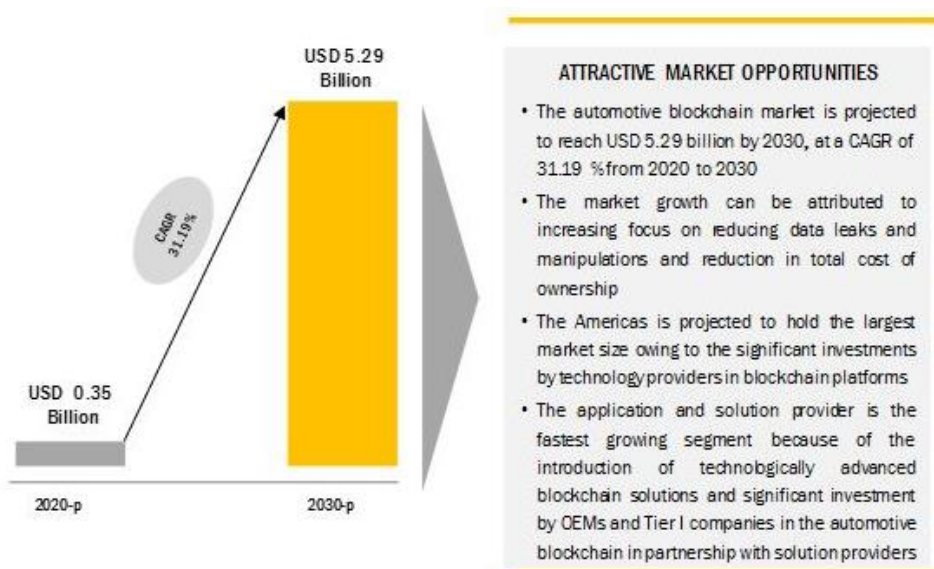 USD 5.29
Billion
CAGR
31.19%
USD 0.35
Billion
2020-p
2030-p
ATTRACTIVE MARKET OPPORTUNITIES
• The automotive blockchain market is projected
to reach USD 5.29 billion by 2030, at a CAGR of
31.19 % from 2020 to 2030
• The market growth can be attributed to
increasing focus on reducing data leaks and
manipulations and reduction in total cost of
ownership
• The Americas is projected to hold the largest
market size owing to the significant investments
by technology providers in blockchain platforms
• The application and solution provider is the
fastest growing segment because of the
introduction of technologically advanced
blockchain solutions and significant investment
by OEMs and Tier I companies in the automotive
blockchain in partnership with solution providers